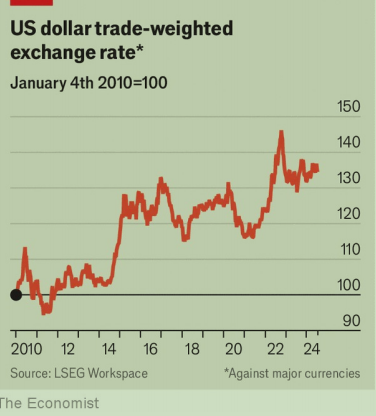 US dollar trade-weighted
exchange rate*
January 4th 2010=100
150
140
130
120
110
100
90
2010 12 14 16 18 20 22 24
Source: LSEG Workspace *Against major currencies
The Economist